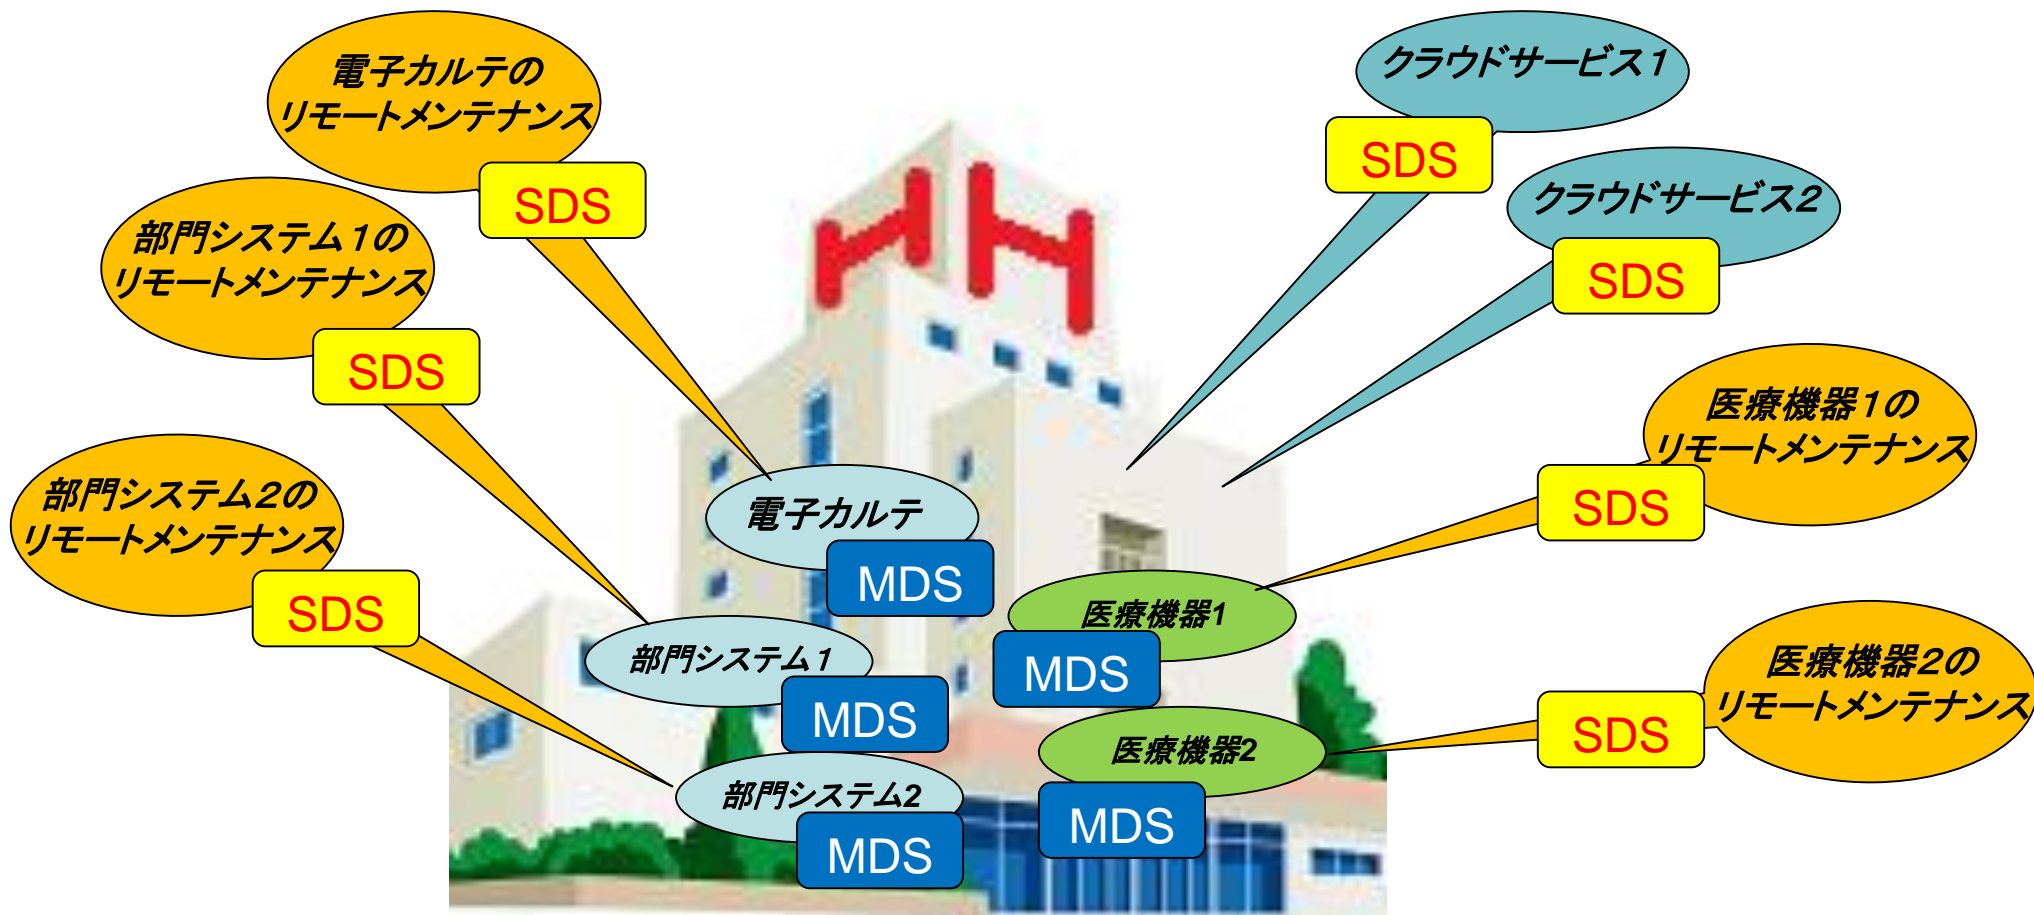 電子カルテの
リモートメンテナンス
SDS
部門システム1の
リモートメンテナンス
SDS
部門システム2の
リモートメンテナンス
SDS
クラウドサービス1
SDS
クラウドサービス2
SDS
医療機器1の
リモートメンテナンス
SDS
医療機器2の
リモートメンテナンス
SDS
H H
電子カルテ
MDS
部門システム1
MDS
部門システム2
MDS
医療機器1
MDS
医療機器2
MDS